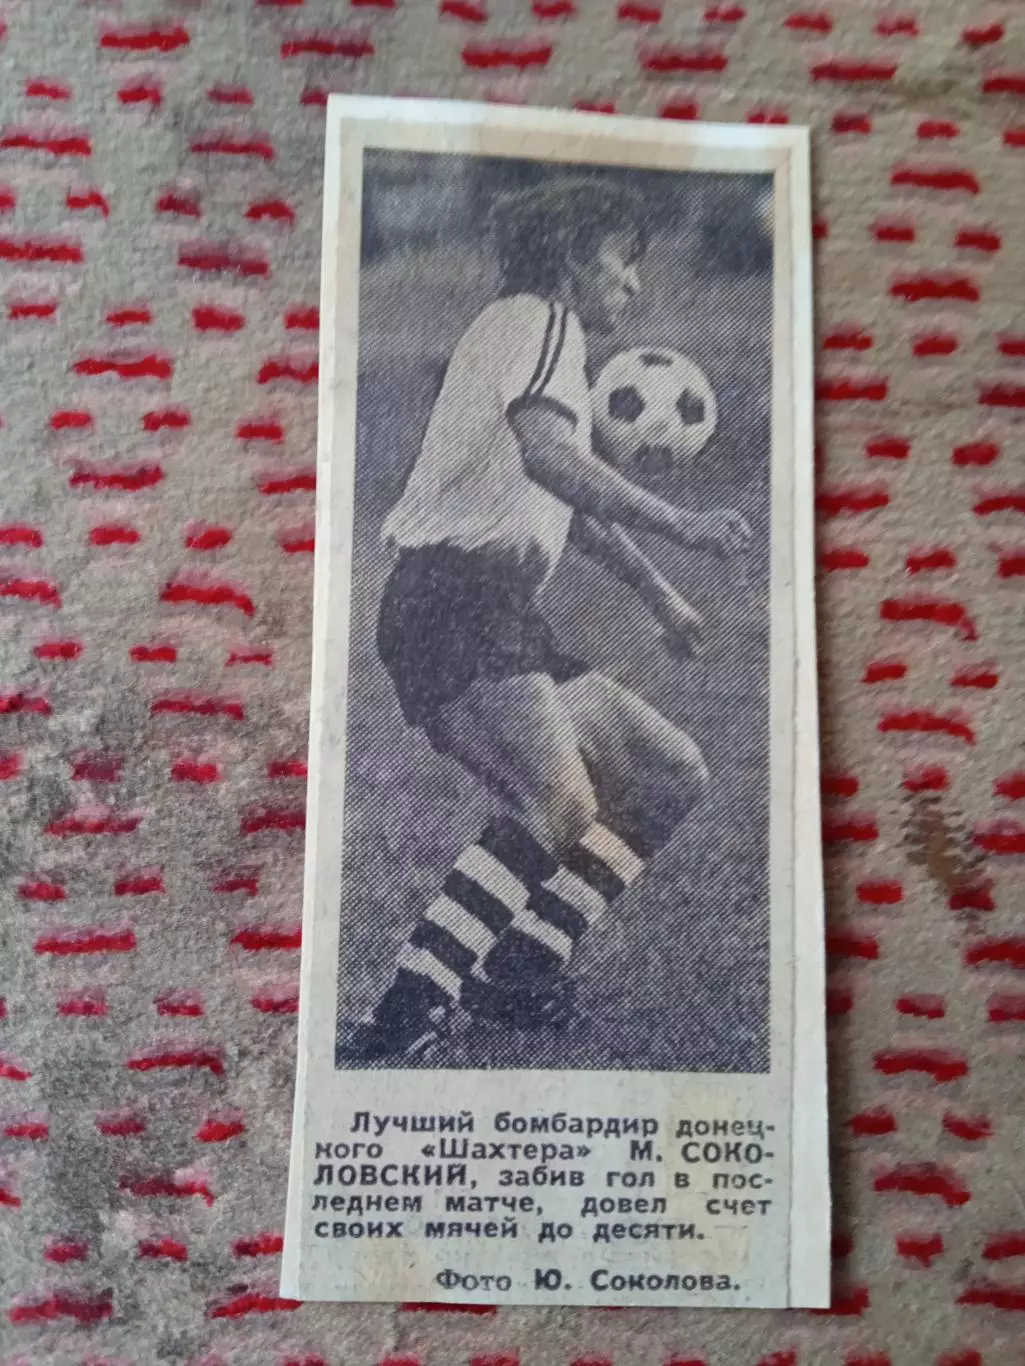 Лучший бомбардир донец-
кого «Шахтера» М. СОКО-
ЛОВСКИЙ, забив гол в пос-
леднем матче, довел счет
своих мячей до десяти.
Фото Ю. Соколова.